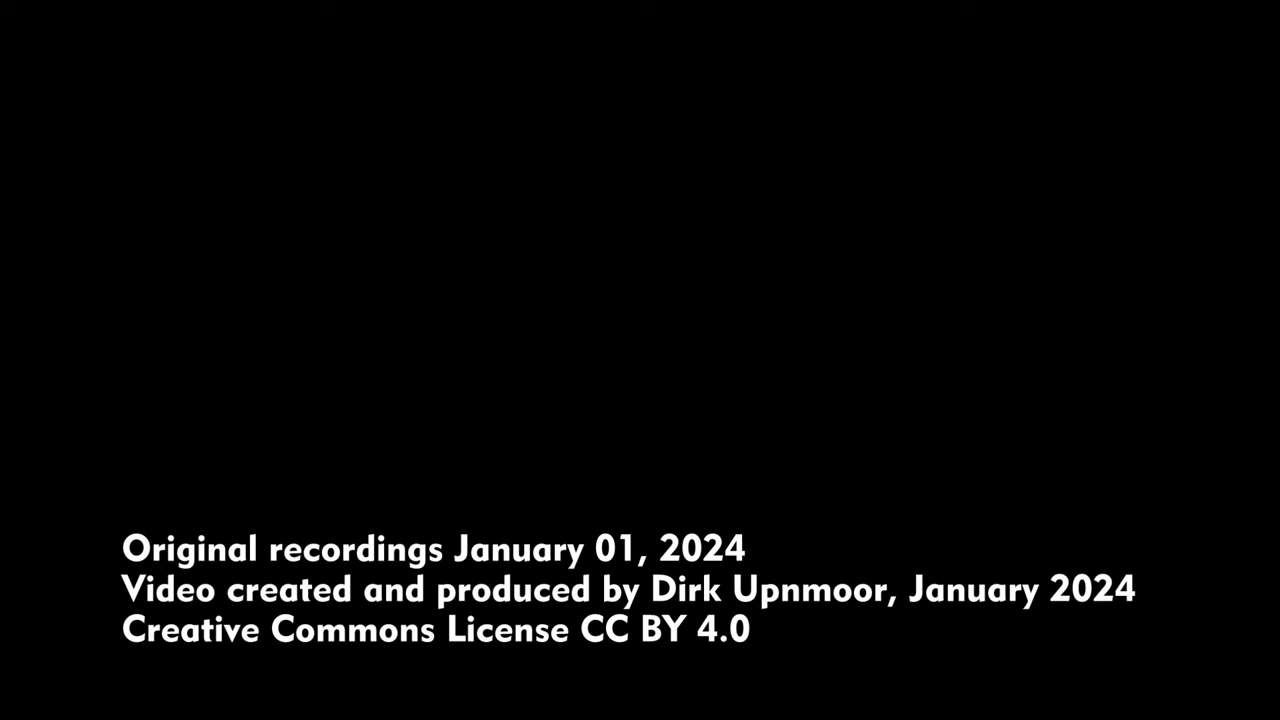 Original recordings January 01, 2024
Video created and produced by Dirk Upnmoor, January 2024
Creative Commons License CC BY 4.0